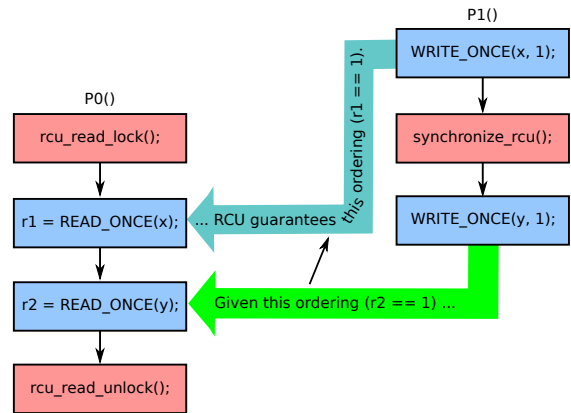 P1()
WRITE_ONCE(x, 1);
synchronize_rcu();
WRITE_ONCE(y, 1);
P0()
rcu_read_lock();
r1 = READ_ONCE(x);
r2 = READ_ONCE(y);
rcu_read_unlock();
Given this ordering (r2 == 1) ...
... RCU guarantees
this ordering (r1 == 1).